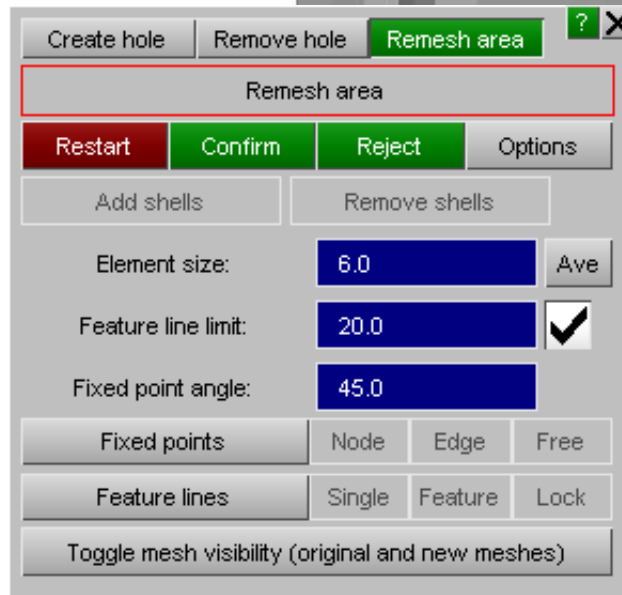 Create hole Remove hole Remesh area ? X
Remesh area
Restart Confirm Reject Options
Add shells Remove shells
Element size: 6.0 Ave
Feature line limit: 20.0
Fixed point angle: 45.0
Fixed points Node Edge Free
Feature lines Single Feature Lock
Toggle mesh visibility (original and new meshes)